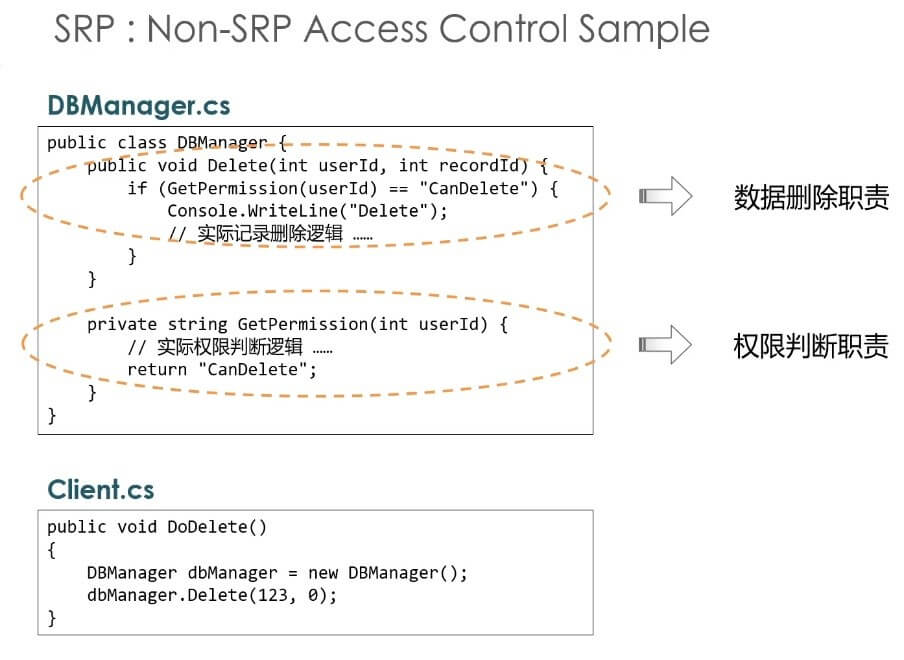 SRP : Non-SRP Access Control Sample
DBManager.cs
public class DBManager {
    public void Delete(int userId, int recordId) {
        if (GetPermission(userId) == "CanDelete") {
            Console.WriteLine("Delete");
            // 实际记录删除逻辑 ……
        }
    }
数据删除职责
    private string GetPermission(int userId) {
        // 实际权限判断逻辑 ……
        return "CanDelete";
    }
}
权限判断职责
Client.cs
public void DoDelete()
{
    DBManager dbManager = new DBManager();
    dbManager.Delete(123, 0);
}